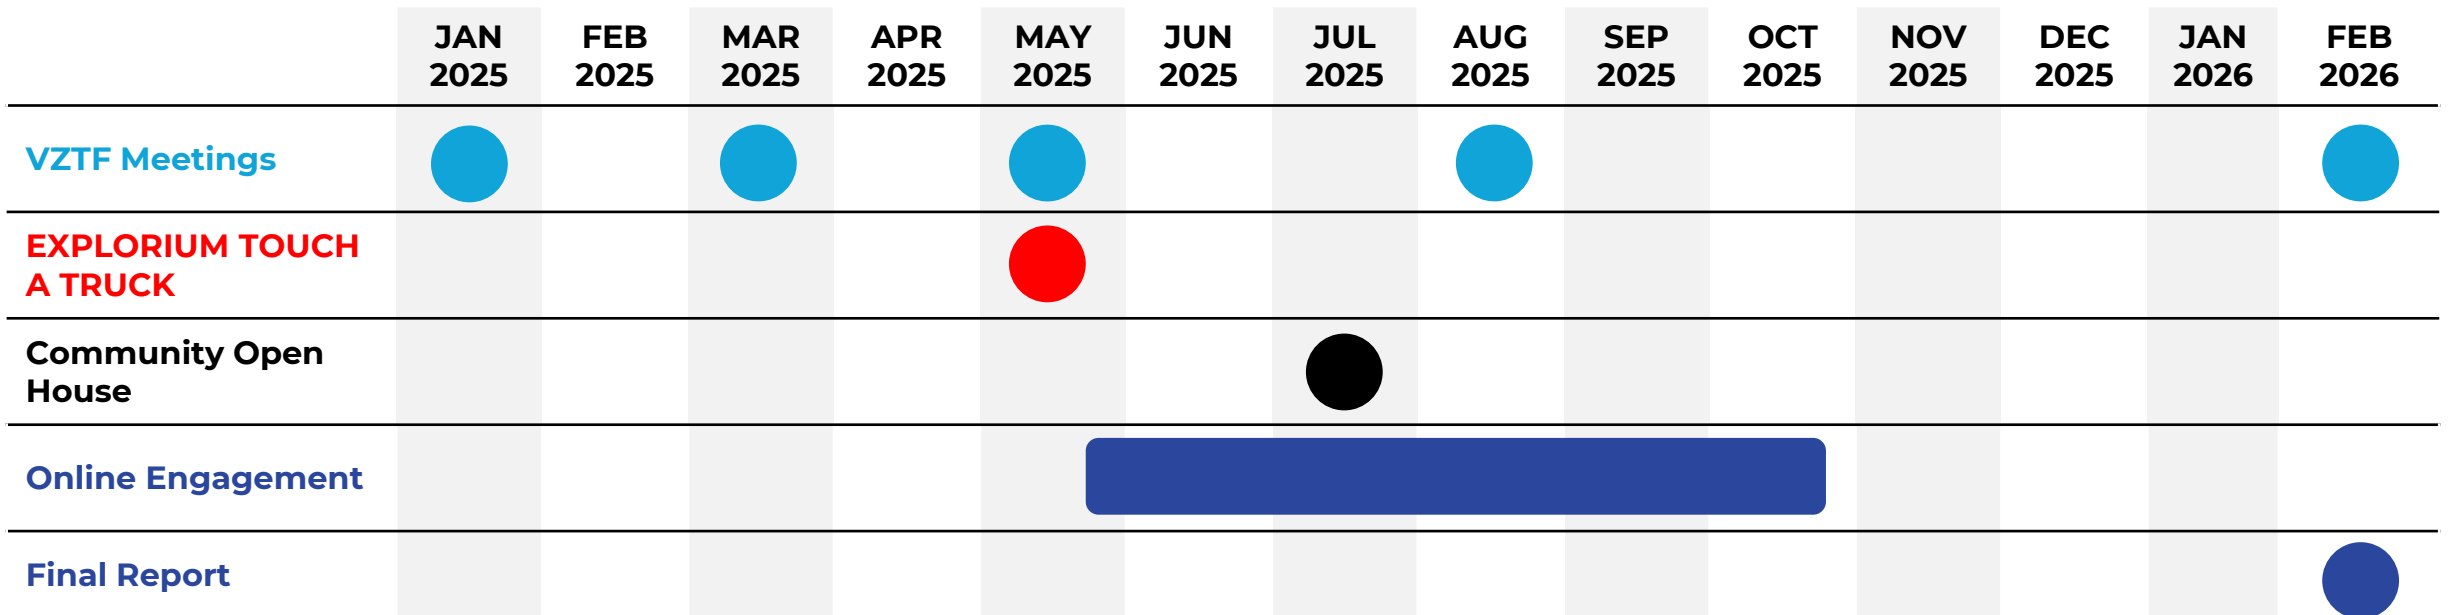 JAN FEB MAR APR MAY JUN JUL AUG SEP OCT NOV DEC JAN FEB
2025 2025 2025 2025 2025 2025 2025 2025 2025 2025 2025 2025 2026 2026
VZTF Meetings
EXPLORIUM TOUCH
A TRUCK
Community Open
House
Online Engagement
Final Report